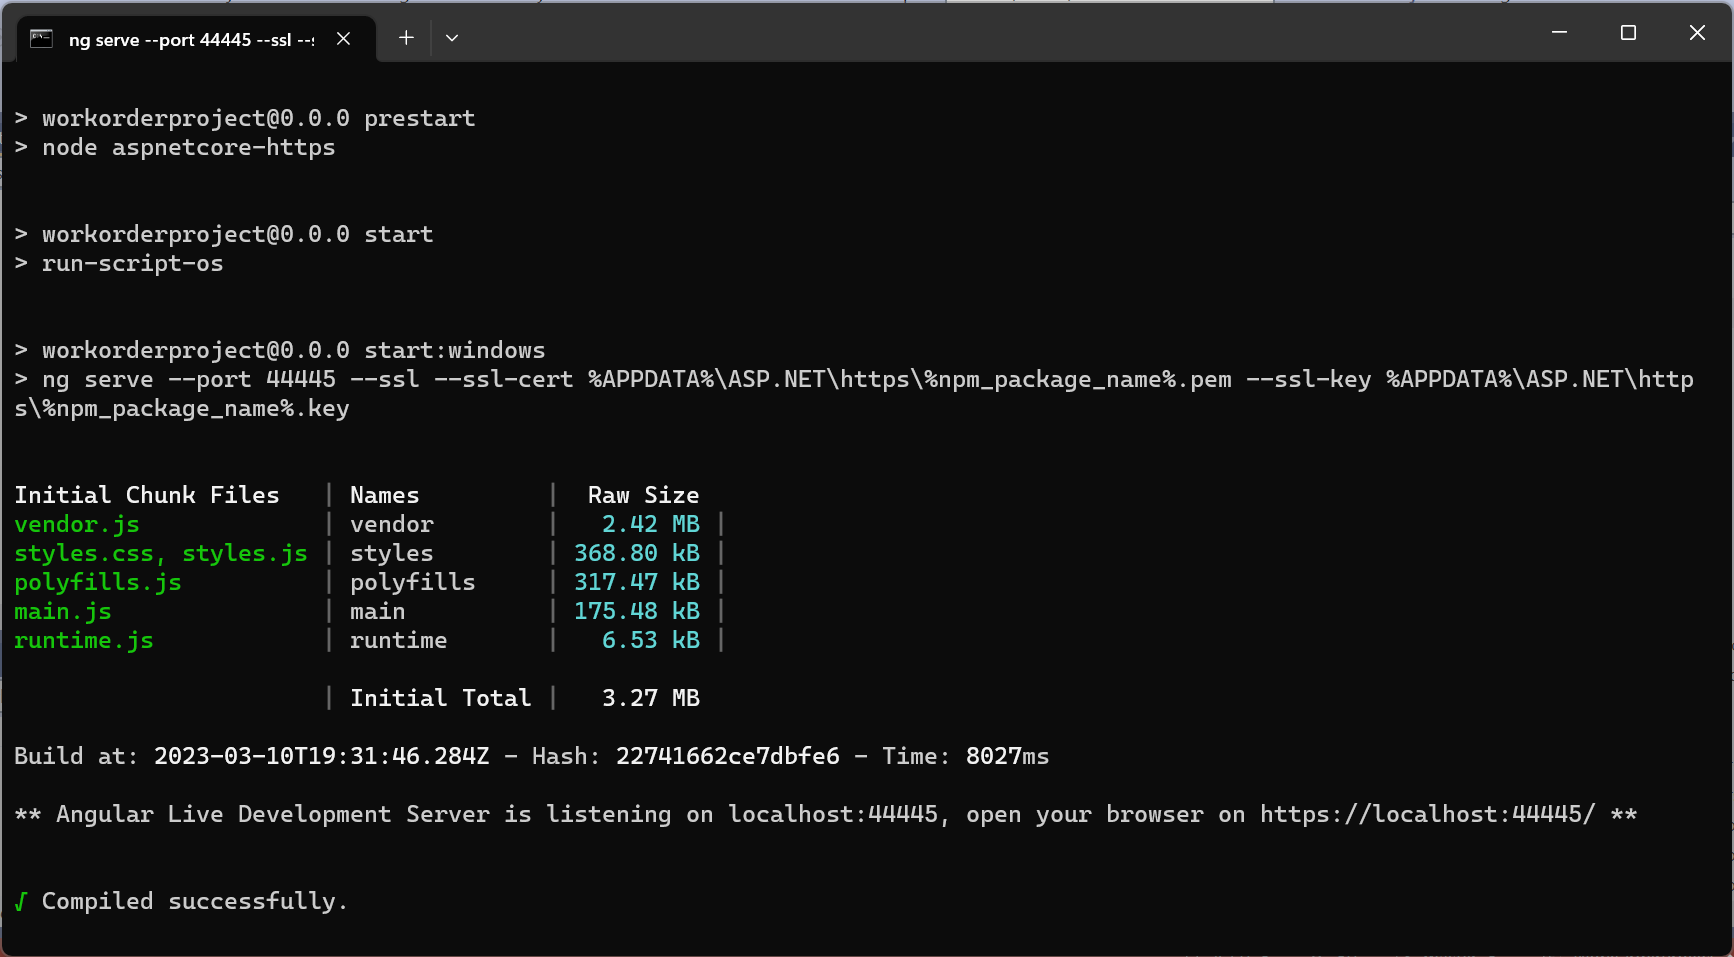 ng serve --port 44445 --ssl --s
> workorderproject@0.0.0 prestart
> node aspnetcore-https
> workorderproject@0.0.0 start
> run-script-os
> workorderproject@0.0.0 start:windows
> ng serve --port 44445 --ssl --ssl-cert %APPDATA%\ASP.NET\https\%npm_package_name%.pem --ssl-key %APPDATA%\ASP.NET\http
s\%npm_package_name%.key
Initial Chunk Files | Names | Raw Size
vendor.js | vendor | 2.42 MB |
styles.css, styles.js | styles | 368.80 kB |
polyfills.js | polyfills | 317.47 kB |
main.js | main | 175.48 kB |
runtime.js | runtime | 6.53 kB |
| Initial Total | 3.27 MB
Build at: 2023-03-10T19:31:46.284Z - Hash: 22741662ce7dbfe6 - Time: 8027ms
** Angular Live Development Server is listening on localhost:44445, open your browser on https://localhost:44445/ **
√ Compiled successfully.